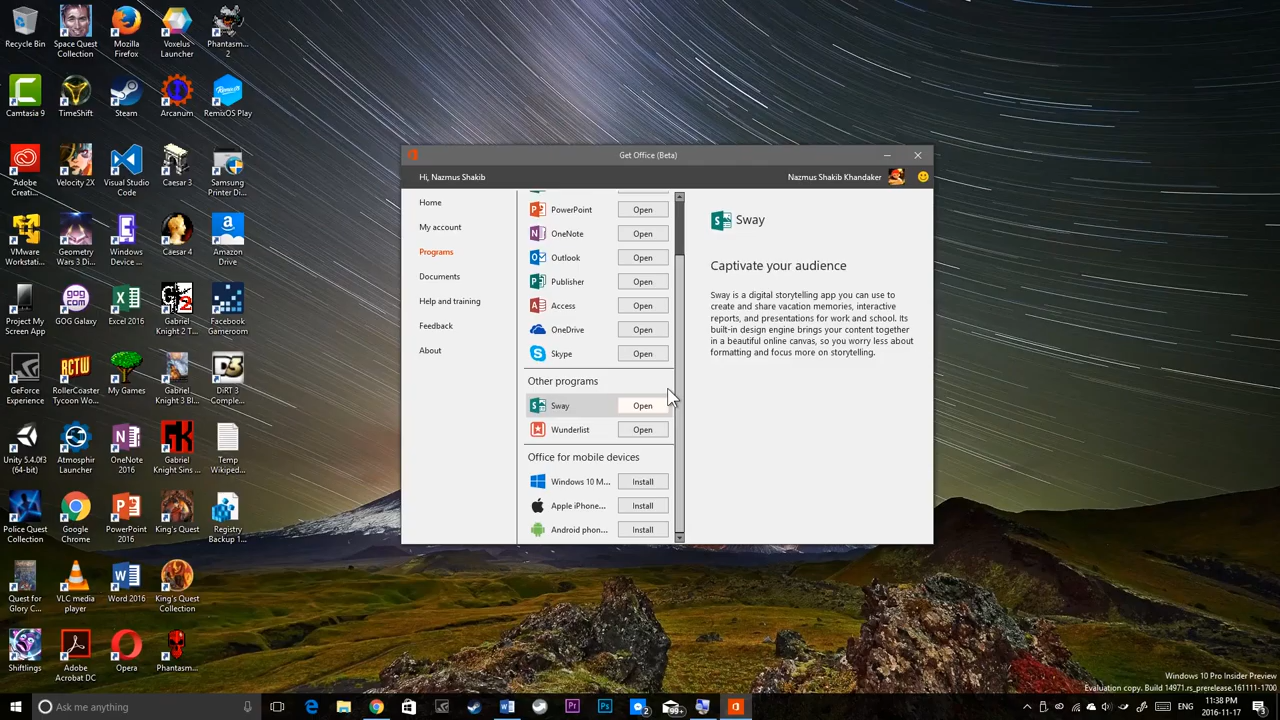 Recycle Bin
Space Quest
Collection
Mozilla
Firefox
Voxelus
Launcher
Phantasm...
2
Camtasia 9
TimeShift
Steam
Arcanum
RemixOS Play
Adobe
Creati...
Velocity 2X
Visual Studio
Code
Caesar 3
Samsung
Printer Di...
VMware
Workstati...
Geometry
Wars 3 Di...
Windows
Device ...
Caesar 4
Amazon
Drive
Project My
Screen App
GOG
COM
GOG Galaxy
Excel 2016
GK
2
Gabriel
Knight 2 T...
Facebook
Gameroom
GeForce
Experience
RCTW
RollerCoaster
Tycoon Wo...
My Games
Gabriel
Knight 3 Bl...
D3
DiRT 3
Comple...
Unity 5.4.0f3
(64-bit)
Atmosphir
Launcher
OneNote
2016
GK
Gabriel
Knight Sins ...
Temp
Wikiped...
Police Quest
Collection
Google
Chrome
PowerPoint
2016
King's Quest
Registry
Backup 1...
Quest for
Glory C...
VLC media
player
Word 2016
King's Quest
Collection
Shiftlings
Adobe
Acrobat DC
Opera
Phantasm...
Get Office (Beta)
Hi, Nazmus Shakib
Nazmus Shakib Khandaker
Home
My account
Programs
Documents
Help and training
Feedback
About
PowerPoint Open
OneNote Open
Outlook Open
Publisher Open
Access Open
OneDrive Open
Skype Open
Other programs
Sway Open
Wunderlist Open
Office for mobile devices
Windows 10 M... Install
Apple iPhone... Install
Android phon... Install
Sway
Captivate your audience
Sway is a digital storytelling app you can use to
create and share vacation memories, interactive
reports, and presentations for work and school. Its
built-in design engine brings your content together
in a beautiful online canvas, so you worry less about
formatting and focus more on storytelling.
Windows 10 Pro Insider Preview
Evaluation copy. Build 14971.rs_prerelease.161111-1700
Ask me anything
Pr
Ps
2
99+
11:38 PM
2016-11-17
3